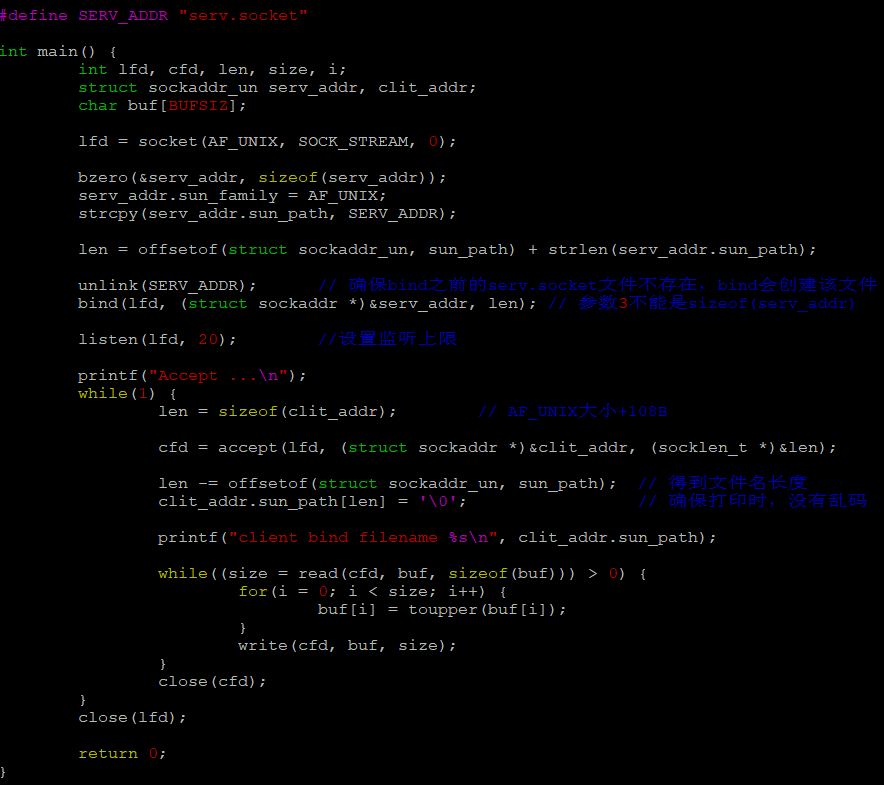 #define SERV_ADDR "serv.socket"

int main() {
        int lfd, cfd, len, size, i;
        struct sockaddr_un serv_addr, clit_addr;
        char buf[BUFSIZ];

        lfd = socket(AF_UNIX, SOCK_STREAM, 0);

        bzero(&serv_addr, sizeof(serv_addr));
        serv_addr.sun_family = AF_UNIX;
        strcpy(serv_addr.sun_path, SERV_ADDR);

        len = offsetof(struct sockaddr_un, sun_path) + strlen(serv_addr.sun_path);

        unlink(SERV_ADDR);      // 确保bind之前的serv.socket文件不存在，bind会创建该文件
        bind(lfd, (struct sockaddr *)&serv_addr, len); // 参数3不能是sizeof(serv_addr)

        listen(lfd, 20);        //设置监听上限

        printf("Accept ...\n");
        while(1) {
                len = sizeof(clit_addr);        // AF_UNIX大小+108B

                cfd = accept(lfd, (struct sockaddr *)&clit_addr, (socklen_t *)&len);

                len -= offsetof(struct sockaddr_un, sun_path);  // 得到文件名长度
                clit_addr.sun_path[len] = '\0';                 // 确保打印时，没有乱码

                printf("client bind filename %s\n", clit_addr.sun_path);

                while((size = read(cfd, buf, sizeof(buf))) > 0) {
                        for(i = 0; i < size; i++) {
                                buf[i] = toupper(buf[i]);
                        }
                        write(cfd, buf, size);
                }
                close(cfd);
        }
        close(lfd);

        return 0;
}